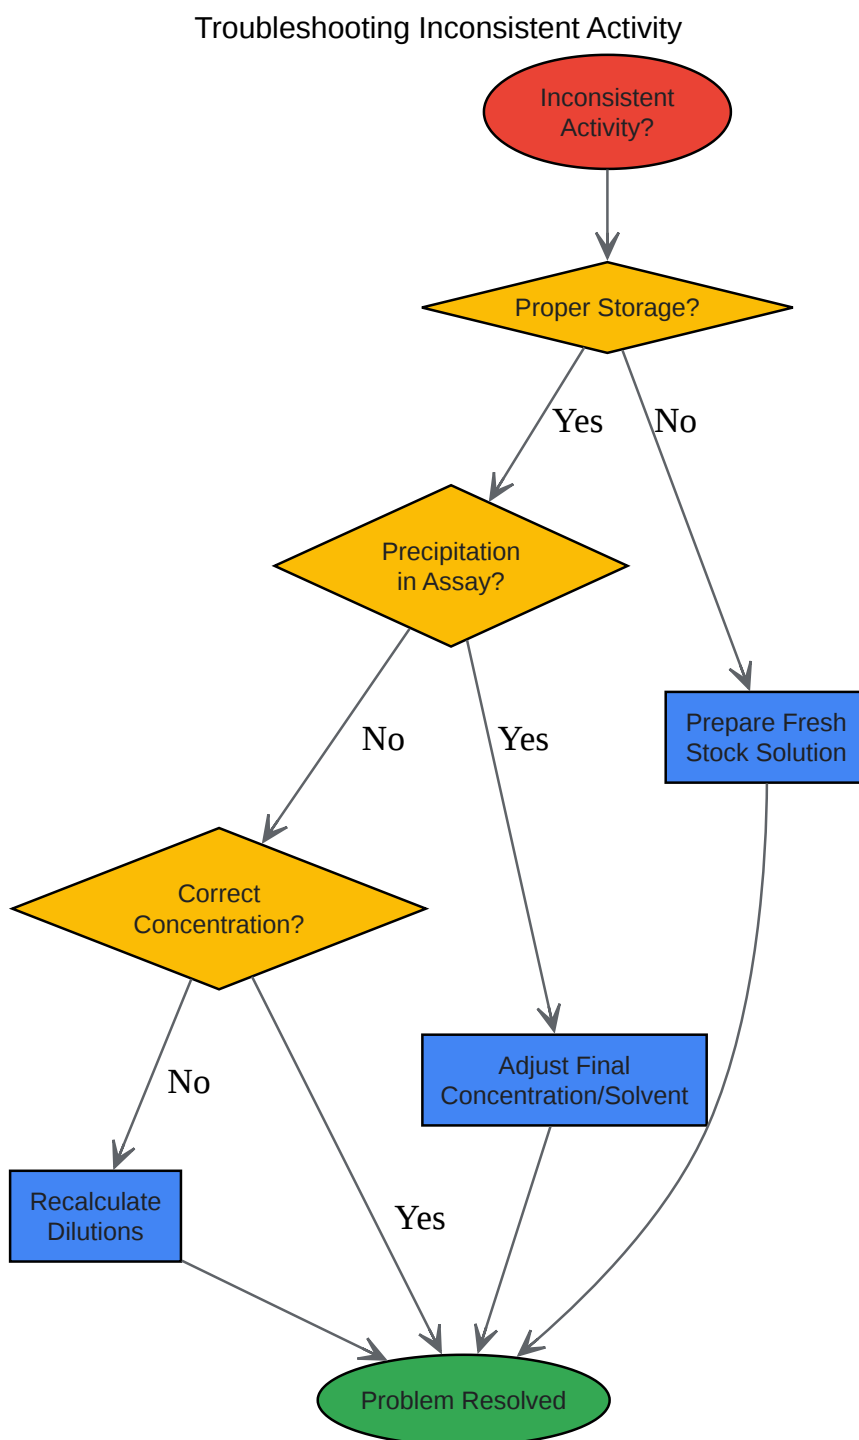 Troubleshooting Inconsistent Activity
Inconsistent
Activity?
Proper Storage?
Yes
No
Precipitation
in Assay?
Prepare Fresh
Stock Solution
No
Yes
Correct
Concentration?
Adjust Final
Concentration/Solvent
No
Recalculate
Dilutions
Yes
Problem Resolved